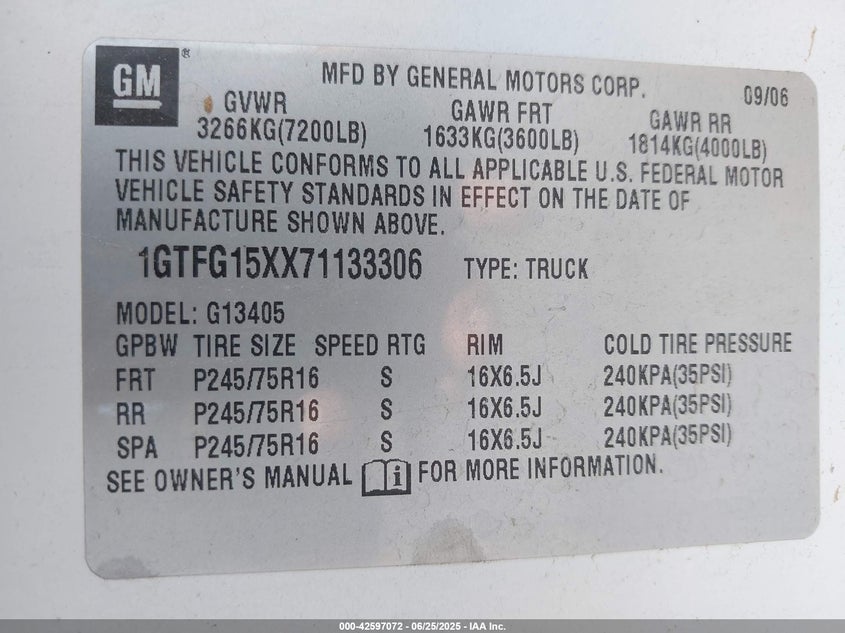 GM ®
MFD BY GENERAL MOTORS CORP. 09/06
GVWR GAWR FRT GAWR RR
3266KG(7200LB) 1633KG(3600LB) 1814KG(4000LB)
THIS VEHICLE CONFORMS TO ALL APPLICABLE U.S. FEDERAL MOTOR
VEHICLE SAFETY STANDARDS IN EFFECT ON THE DATE OF
MANUFACTURE SHOWN ABOVE.
1GTFG15XX71133306 TYPE: TRUCK
MODEL: G13405
GPBW TIRE SIZE SPEED RTG RIM COLD TIRE PRESSURE
FRT P245/75R16 S 16X6.5J 240KPA(35PSI)
RR P245/75R16 S 16X6.5J 240KPA(35PSI)
SPA P245/75R16 S 16X6.5J 240KPA(35PSI)
SEE OWNER'S MANUAL i FOR MORE INFORMATION.
000-42597072 - 06/25/2025 - IAA Inc.